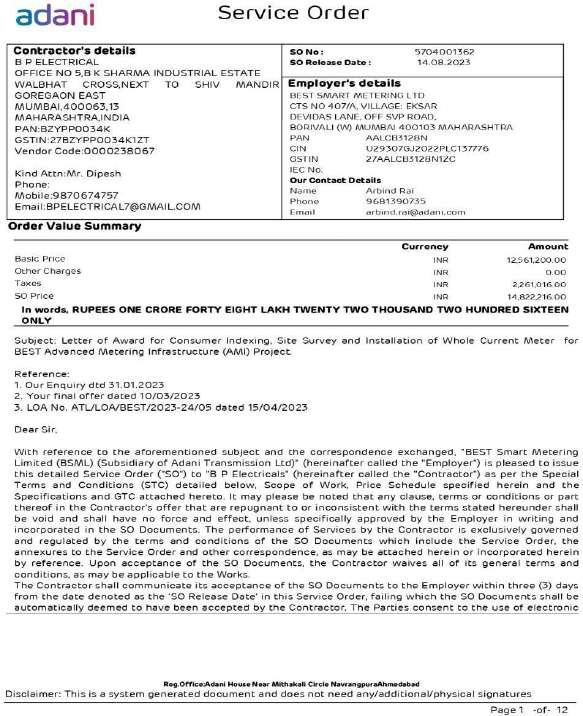 adani
Service Order
Contractor's details
B P ELECTRICAL
OFFICE NO 5,B K SHARMA INDUSTRIAL ESTATE
WALBHAT CROSS,NEXT TO SHIV MANDIR
GOREGAON EAST
MUMBAI,400063,13
MAHARASHTRA,INDIA
PAN:BZYPP0034K
GSTIN:27BZYPP0034K1ZT
Vendor Code:0000238067
Kind Attn:Mr. Dipesh
Phone:
Mobile:9870674757
Email:BPELECTRICAL7@GMAIL.COM
SO No : 5704001362
SO Release Date : 14.08.2023
Employer's details
BEST SMART METERING LTD
CTS NO 407/A, VILLAGE: EKSAR
DEVIDAS LANE, OFF SVP ROAD,
BORIVALI (W) MUMBAI 400103 MAHARASHTRA
PAN AALCB3128N
CIN U29307GJ2022PLC137776
GSTIN 27AALCB3128N1ZC
IEC No.
Our Contact Details
Name Arbind Rai
Phone 9681390735
Email arbind.rai@adani.com
Order Value Summary
Currency Amount
Basic Price INR 12,561,200.00
Other Charges INR 0.00
Taxes INR 2,261,016.00
SO Price INR 14,822,216.00
In words, RUPEES ONE CRORE FORTY EIGHT LAKH TWENTY TWO THOUSAND TWO HUNDRED SIXTEEN
ONLY
Subject: Letter of Award for Consumer Indexing, Site Survey and Installation of Whole Current Meter for
BEST Advanced Metering Infrastructure (AMI) Project
Reference:
1. Our Enquiry dtd 31.01.2023
2. Your final offer dated 10/03/2023
3. LOA No. ATL/LOA/BEST/2023-24/05 dated 15/04/2023
Dear Sir,
With reference to the aforementioned subject and the correspondence exchanged, "BEST Smart Metering
Limited (BSML) (Subsidiary of Adani Transmission Ltd)" (hereinafter called the "Employer") is pleased to issue
this detailed Service Order ("SO") to "B P Electricals" (hereinafter called the "Contractor") as per the Special
Terms and Conditions (STC) detailed below, Scope of Work, Price Schedule specified herein and the
Specifications and GTC attached hereto. It may please be noted that any clause, terms or conditions or part
thereof in the Contractor's offer that are repugnant to or inconsistent with the terms stated hereunder shall
be void and shall have no force and effect, unless specifically approved by the Employer in writing and
incorporated in the SO Documents. The performance of Services by the Contractor is exclusively governed
and regulated by the terms and conditions of the SO Documents which include the Service Order, the
annexures to the Service Order and other correspondence, as may be attached herein or incorporated herein
by reference. Upon acceptance of the SO Documents, the Contractor waives all of its general terms and
conditions, as may be applicable to the Works.
The Contractor shall communicate its acceptance of the SO Documents to the Employer within three (3) days
from the date denoted as the 'SO Release Date' in this Service Order, failing which the SO Documents shall be
automatically deemed to have been accepted by the Contractor. The Parties consent to the use of electronic
Reg.Office:Adani House Near Mithakali Circle NavrangpuraAhmedabad
Disclaimer: This is a system generated document and does not need any/additional/physical signatures
Page 1 -of- 12